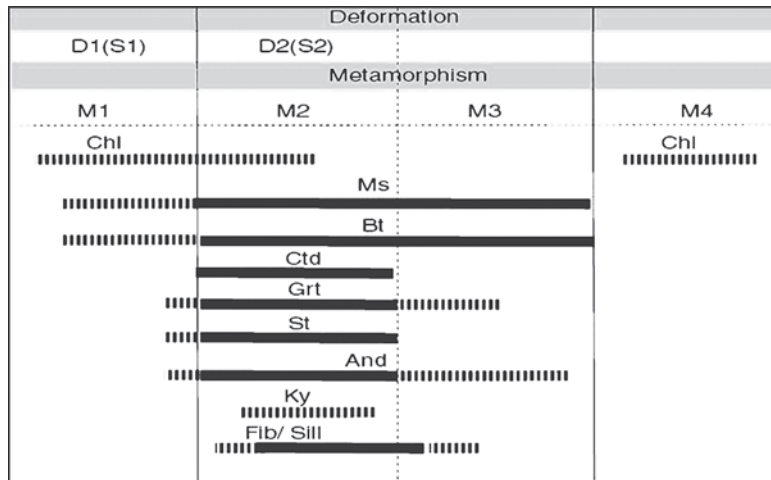 Deformation
D1(S1) D2(S2)
Metamorphism
M1 M2 M3 M4
Chl Chl
Ms
Bt
Ctd
Grt
St
And
Ky
Fib/ Sill